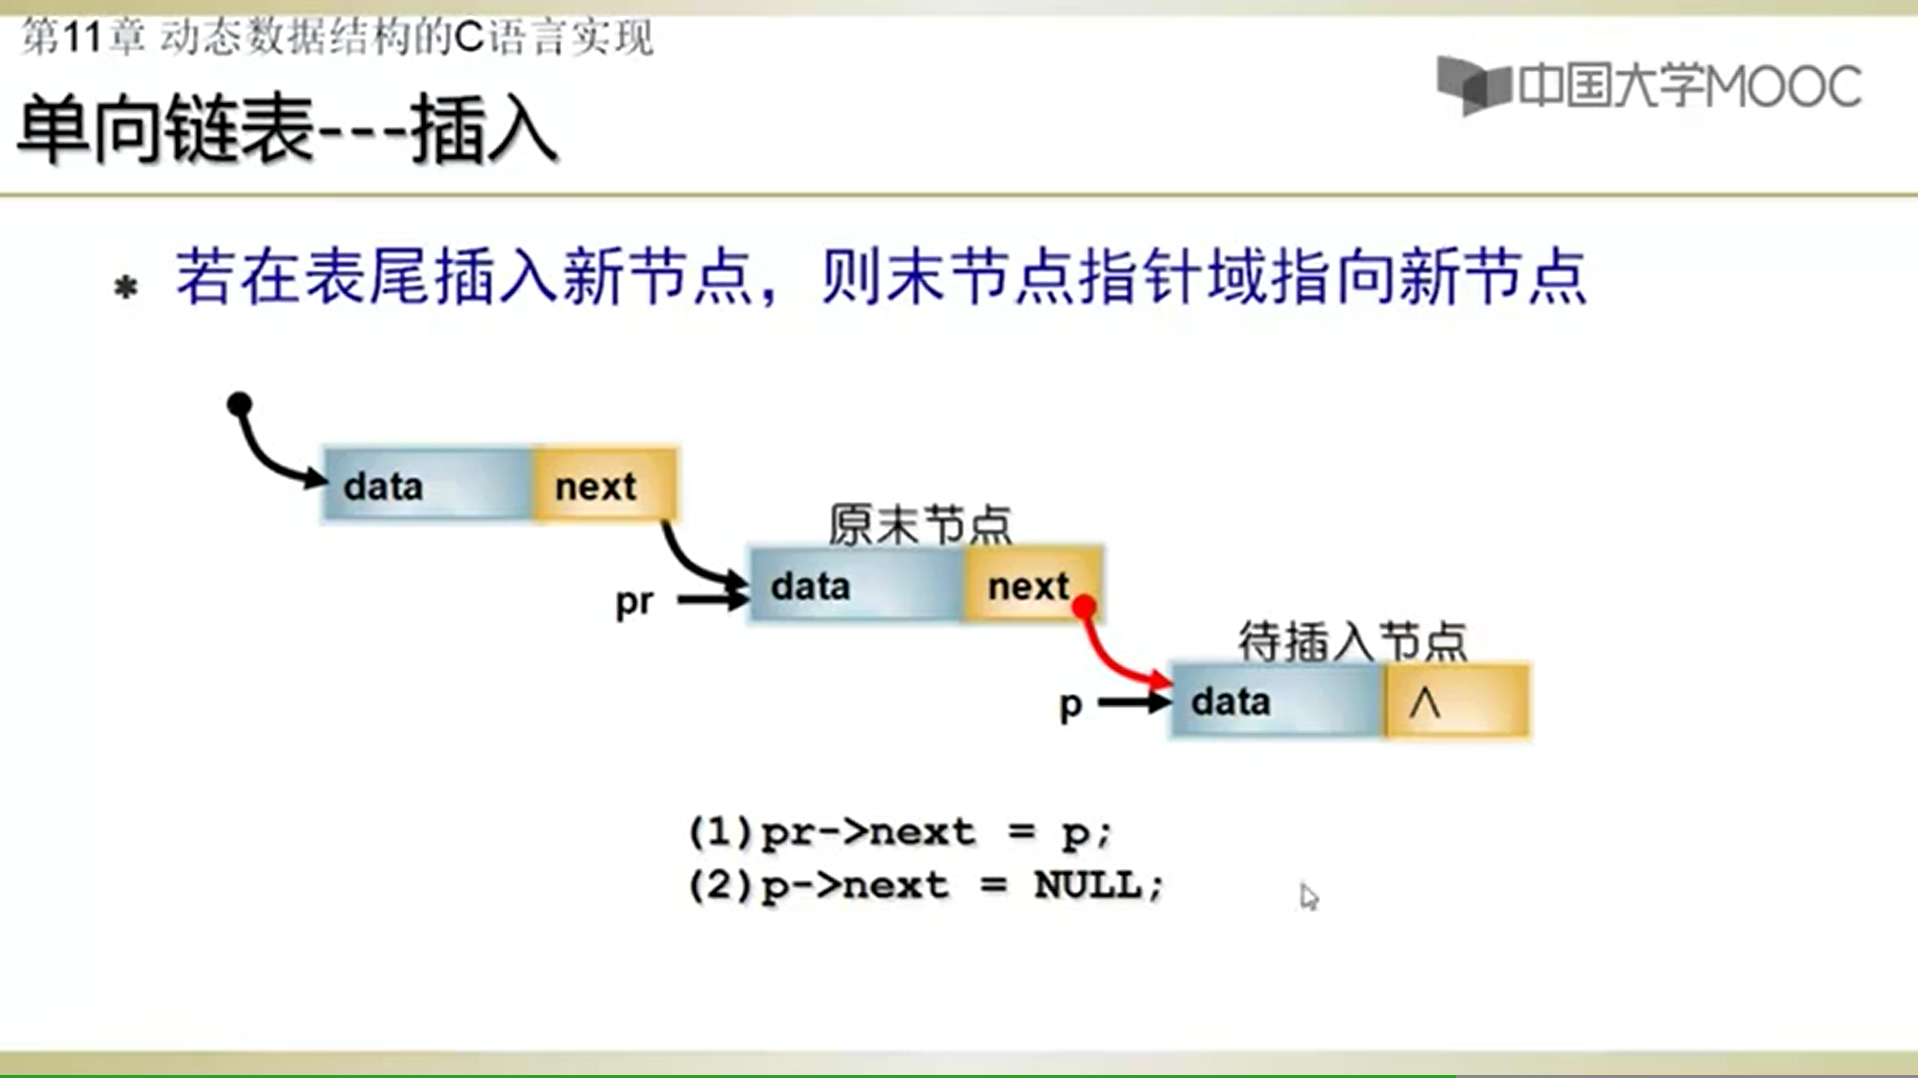 第11章 动态数据结构的C语言实现
中国大学MOOC
单向链表---插入
* 若在表尾插入新节点，则末节点指针域指向新节点
data next
原末节点
pr data next
待插入节点
p data ∧
(1)pr->next = p;
(2)p->next = NULL;